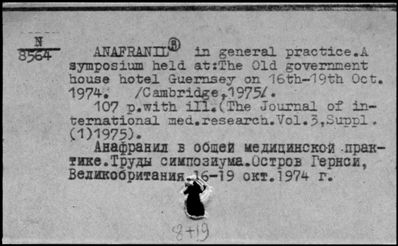 N
8564
ANAFRANIL® in general practice.A
symposium held at:The Old government
house hotel Guernsey on 16th-19th Oct.
1974. /Cambridge,1975/.
107 p.with ill.(The Journal of in-
ternational med.research.Vol.3,Suppl.
(1)1975).
Анафранил в общей медицинской прак-
тике.Труды симпозиума.Остров Гернси,
Великобритания 16-19 окт.1974 г.
8+19